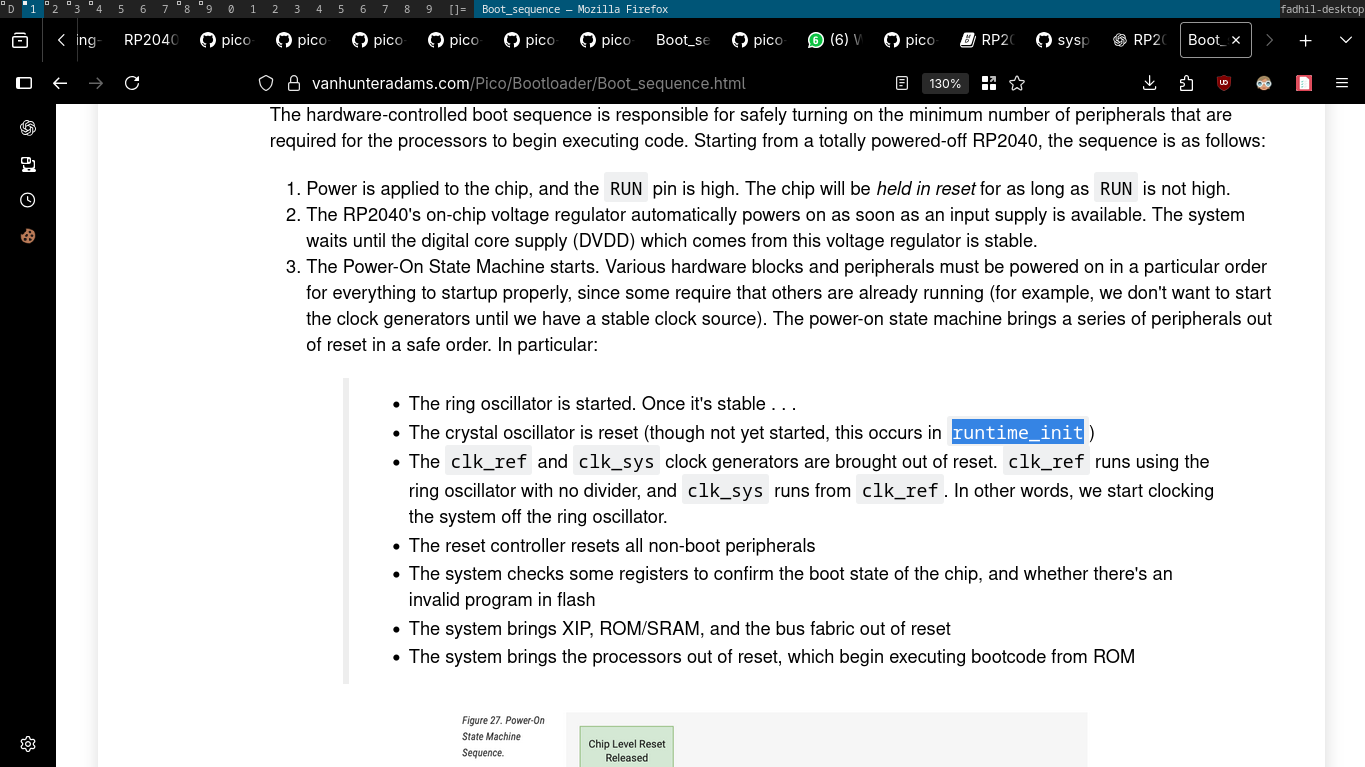 D 1 2 3 4 5 6 7 8 9 0 1 2 3 4 5 6 7 8 9 []= Boot_sequence — Mozilla Firefox fadhil-desktop
ing- RP2040 pico- pico- pico- pico- pico- pico- Boot_se pico- (6) W pico- RP2( sysp RP2( Boot_
vanhunteradams.com/Pico/Bootloader/Boot_sequence.html 130%
The hardware-controlled boot sequence is responsible for safely turning on the minimum number of peripherals that are
required for the processors to begin executing code. Starting from a totally powered-off RP2040, the sequence is as follows:
1. Power is applied to the chip, and the RUN pin is high. The chip will be held in reset for as long as RUN is not high.
2. The RP2040's on-chip voltage regulator automatically powers on as soon as an input supply is available. The system
waits until the digital core supply (DVDD) which comes from this voltage regulator is stable.
3. The Power-On State Machine starts. Various hardware blocks and peripherals must be powered on in a particular order
for everything to startup properly, since some require that others are already running (for example, we don't want to start
the clock generators until we have a stable clock source). The power-on state machine brings a series of peripherals out
of reset in a safe order. In particular:
• The ring oscillator is started. Once it's stable . . .
• The crystal oscillator is reset (though not yet started, this occurs in runtime_init )
• The clk_ref and clk_sys clock generators are brought out of reset. clk_ref runs using the
ring oscillator with no divider, and clk_sys runs from clk_ref. In other words, we start clocking
the system off the ring oscillator.
• The reset controller resets all non-boot peripherals
• The system checks some registers to confirm the boot state of the chip, and whether there's an
invalid program in flash
• The system brings XIP, ROM/SRAM, and the bus fabric out of reset
• The system brings the processors out of reset, which begin executing bootcode from ROM
Figure 27. Power-On
State Machine
Sequence.
Chip Level Reset
Released